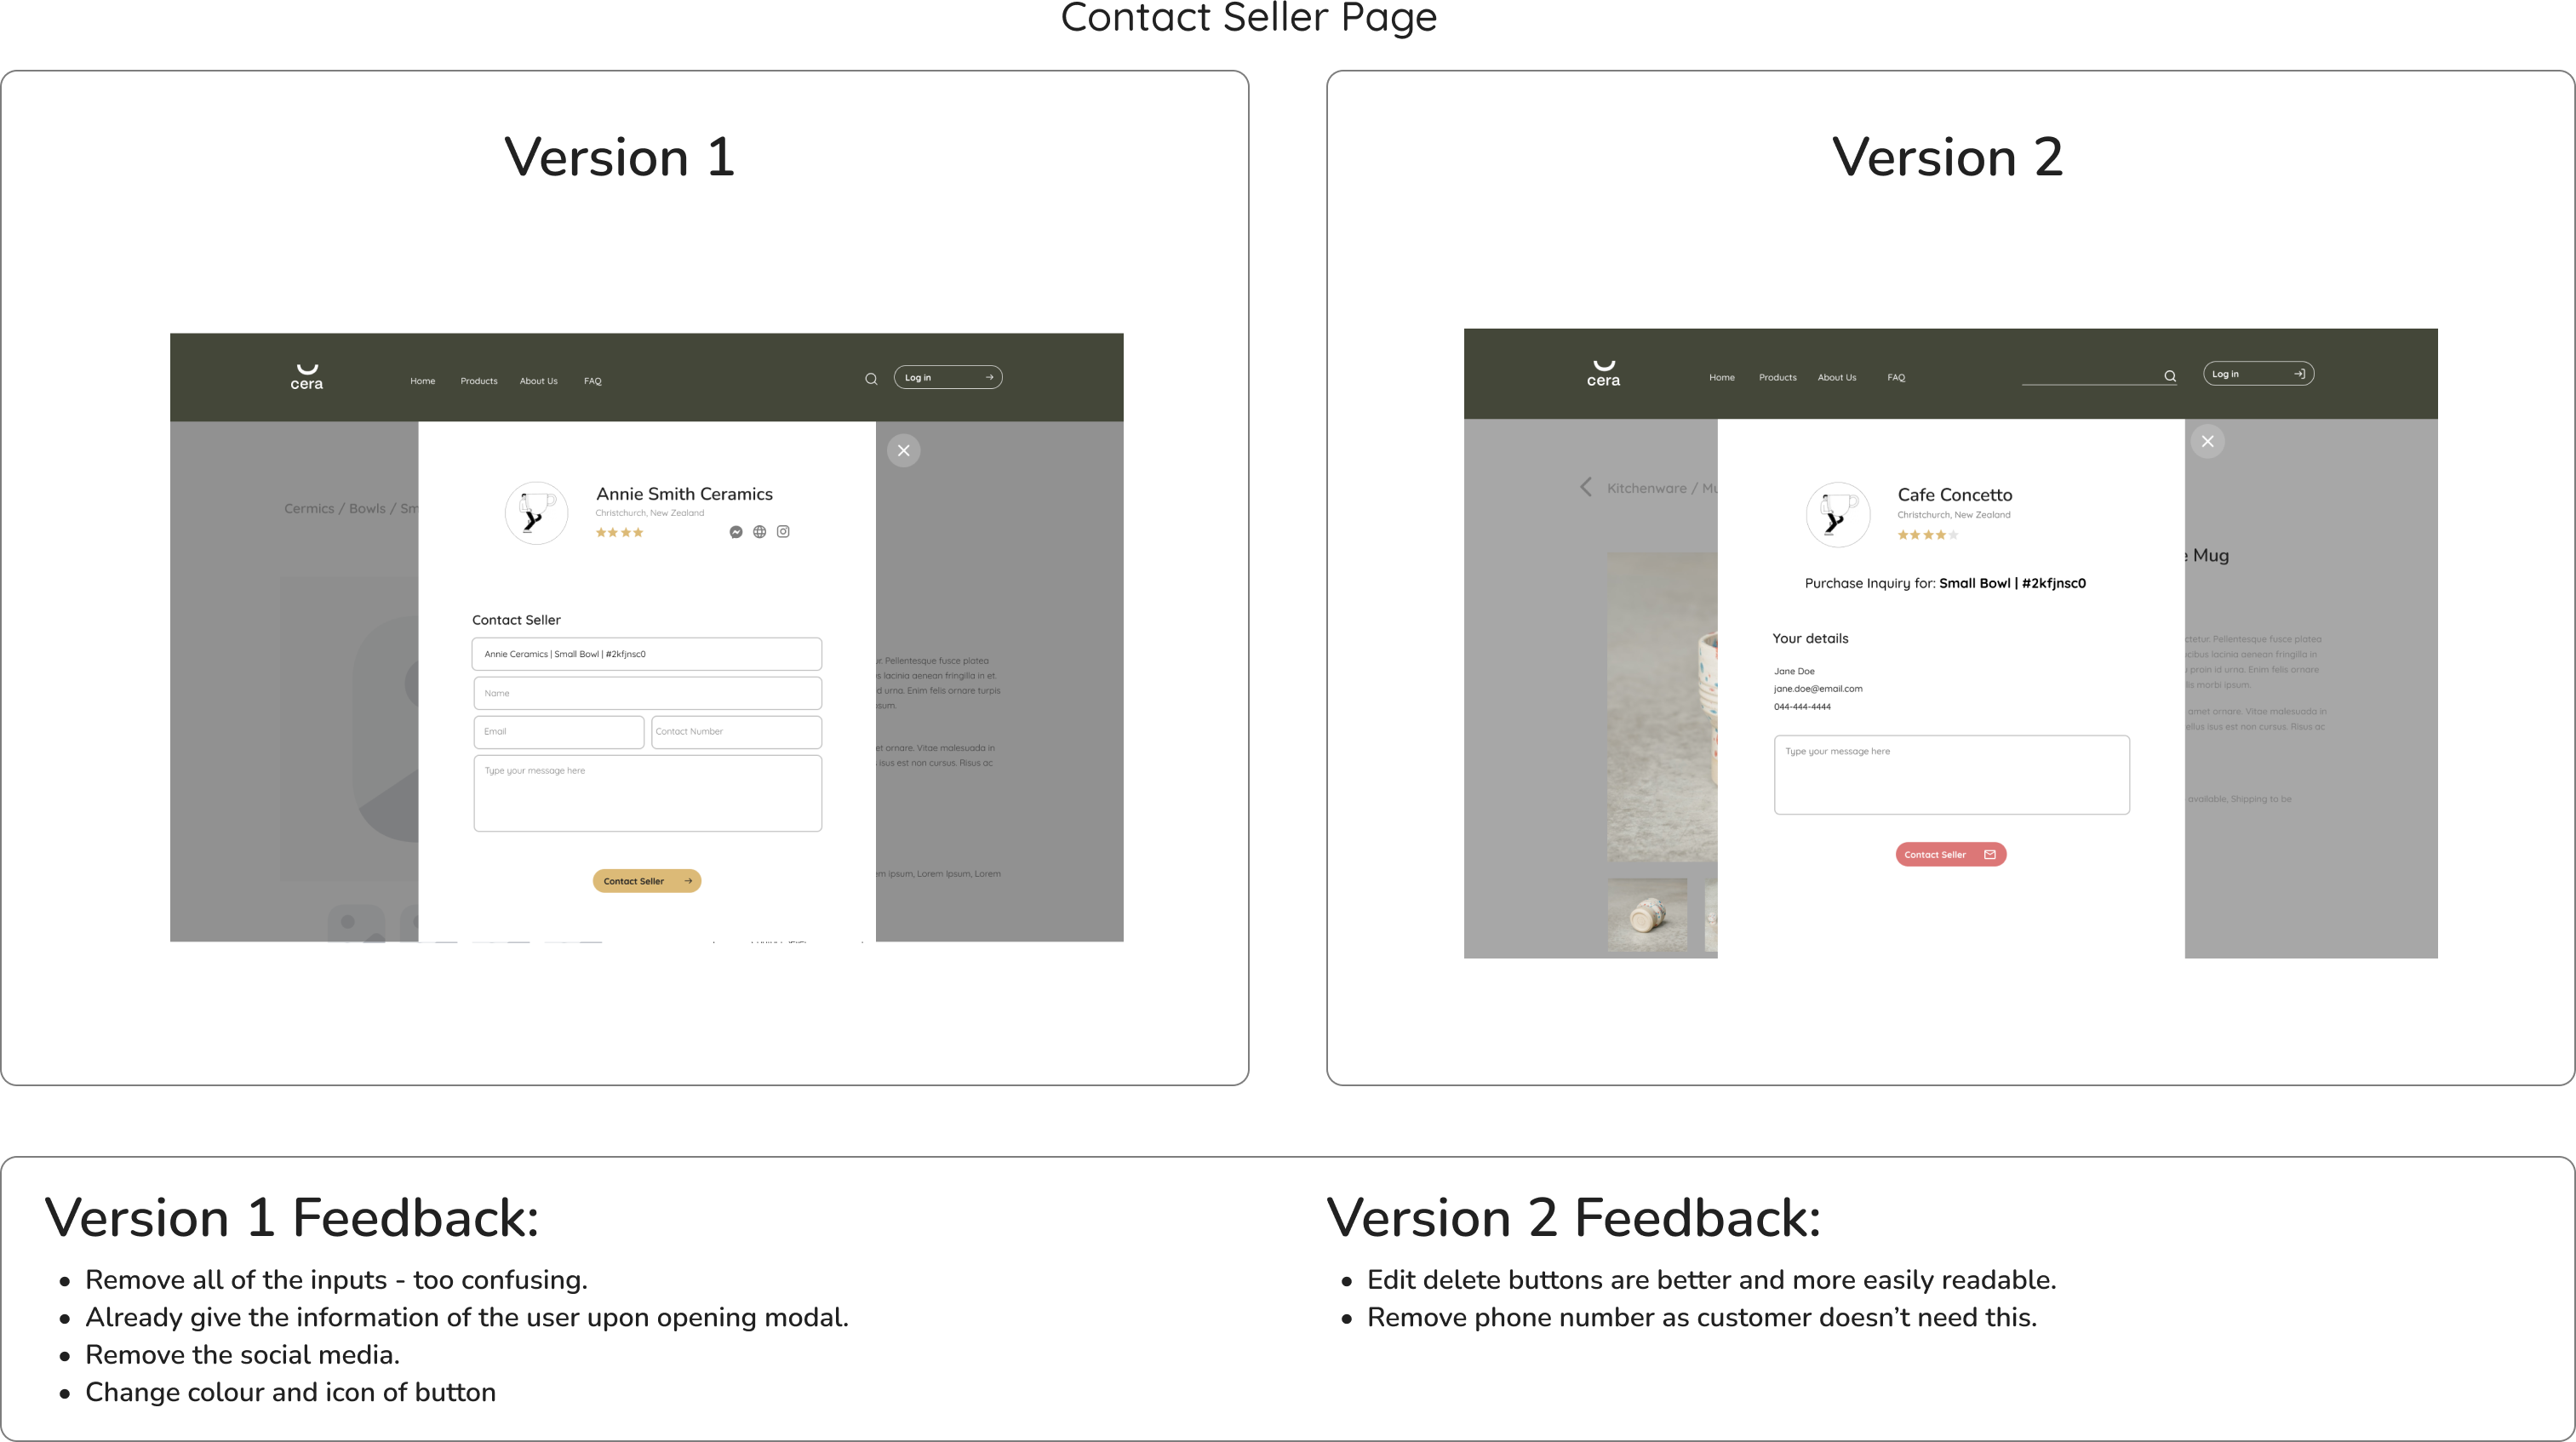 Contact Seller Page
Version 1
cera
Home
Products
About Us
FAQ
Log in
Cermics / Bowls / Sm
Annie Smith Ceramics
Christchurch, New Zealand
Contact Seller
Annie Ceramics | Small Bowl | #2kfjnsc0
Name
Email
Contact Number
Type your message here
Contact Seller
ur. Pellentesque fusce platea
is lacinia aenean fringilla in et.
d urna. Enim felis ornare turpis
sum.
et ornare. Vitae malesuada in
isus est non cursus. Risus ac
em ipsum, Lorem ipsum, Lorem
Version 2
cera
Home
Products
About Us
FAQ
Log in
Kitchenware / Mu
Cafe Concetto
Christchurch, New Zealand
Purchase Inquiry for: Small Bowl | #2kfjnsc0
Your details
Jane Doe
jane.doe@email.com
044-444-4444
Type your message here
Contact Seller
e Mug
ctetur. Pellentesque fusce platea
cibus lacinia aenean fringilla in
proin id urna. Enim felis ornare
lis morbi ipsum.
amet ornare. Vitae malesuada in
ellus isus est non cursus. Risus ac
available, Shipping to be
Version 1 Feedback:
• Remove all of the inputs - too confusing.
• Already give the information of the user upon opening modal.
• Remove the social media.
• Change colour and icon of button
Version 2 Feedback:
• Edit delete buttons are better and more easily readable.
• Remove phone number as customer doesn’t need this.